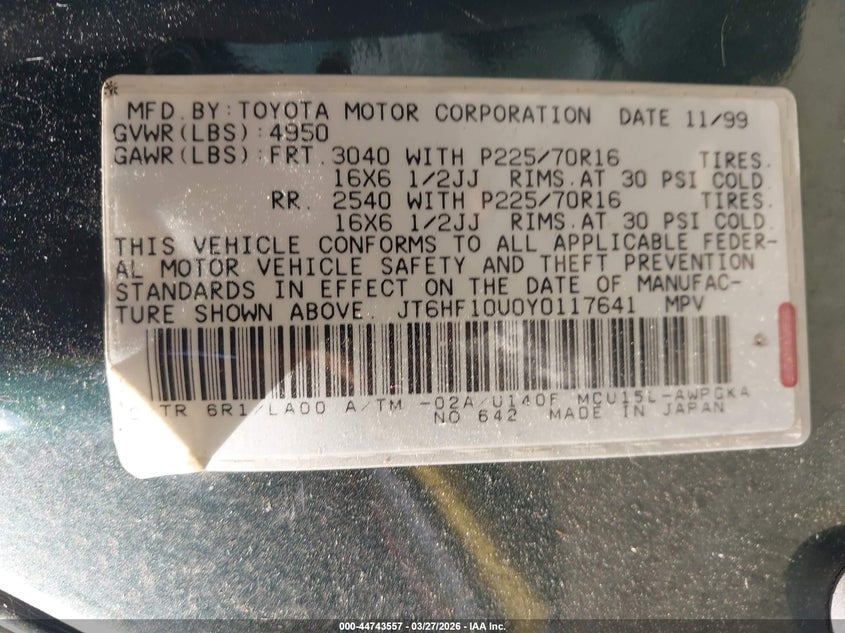 *
MFD. BY: TOYOTA MOTOR CORPORATION DATE 11/99
GVWR(LBS):4950
GAWR(LBS):FRT. 3040 WITH P225/70R16 TIRES.
16X6 1/2JJ RIMS.AT 30 PSI COLD.
RR. 2540 WITH P225/70R16 TIRES.
16X6 1/2JJ RIMS.AT 30 PSI COLD.
THIS VEHICLE CONFORMS TO ALL APPLICABLE FEDER-
AL MOTOR VEHICLE SAFETY AND THEFT PREVENTION
STANDARDS IN EFFECT ON THE DATE OF MANUFAC-
TURE SHOWN ABOVE. JT6HF10U0Y0117641 MPV
TR 6R1/LA00 A/TM -02A/U140F MCU15L-AWPGKA
NO 642 MADE IN JAPAN
000-44743557 | 03/27/2026 - IAA Inc.